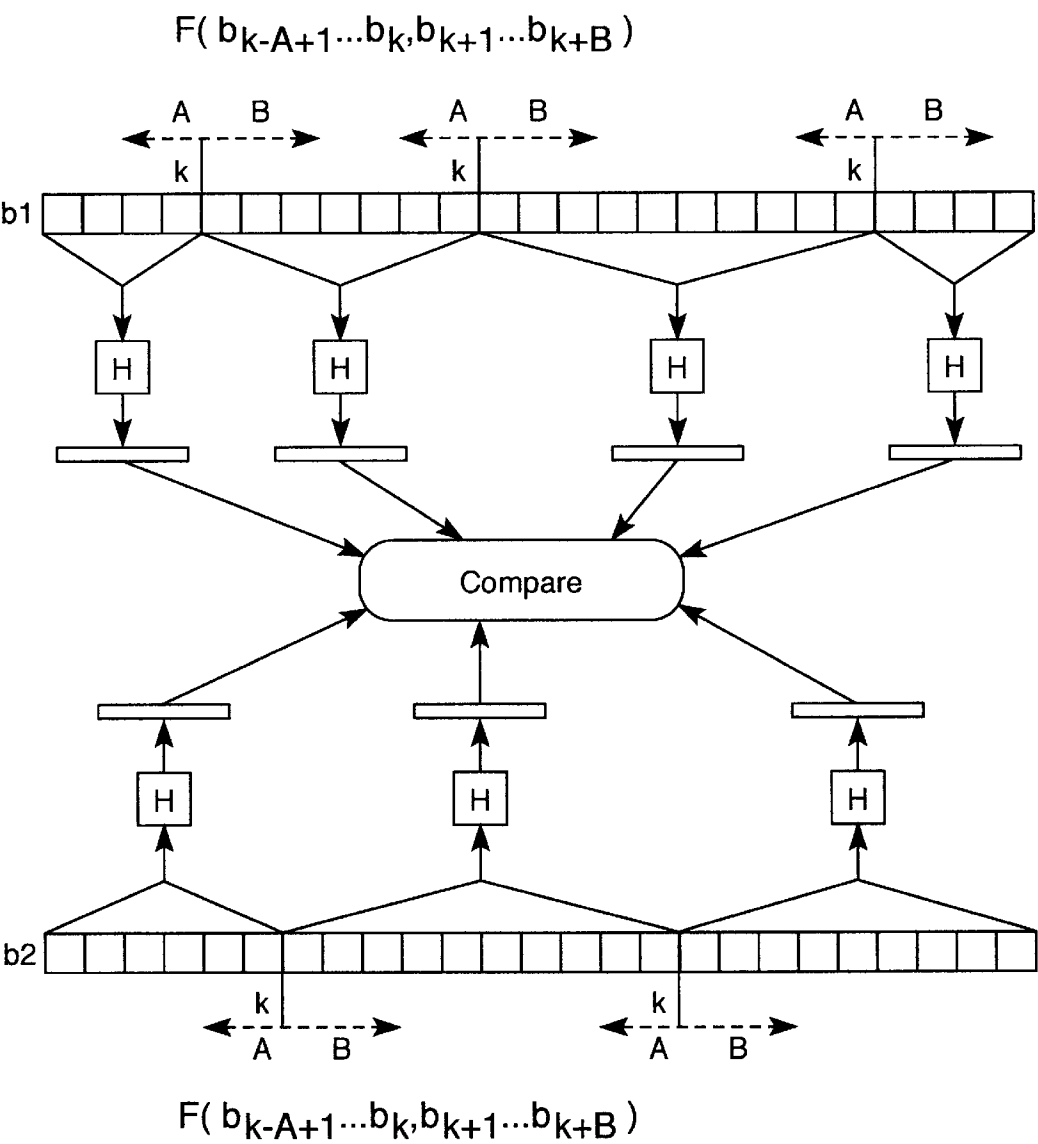 F( bk-A+1...bk,bk+1...bk+B )
A B A B A B
k k k
b1
H H H H
Compare
H H H
b2
k k
A B A B
F( bk-A+1...bk,bk+1...bk+B )